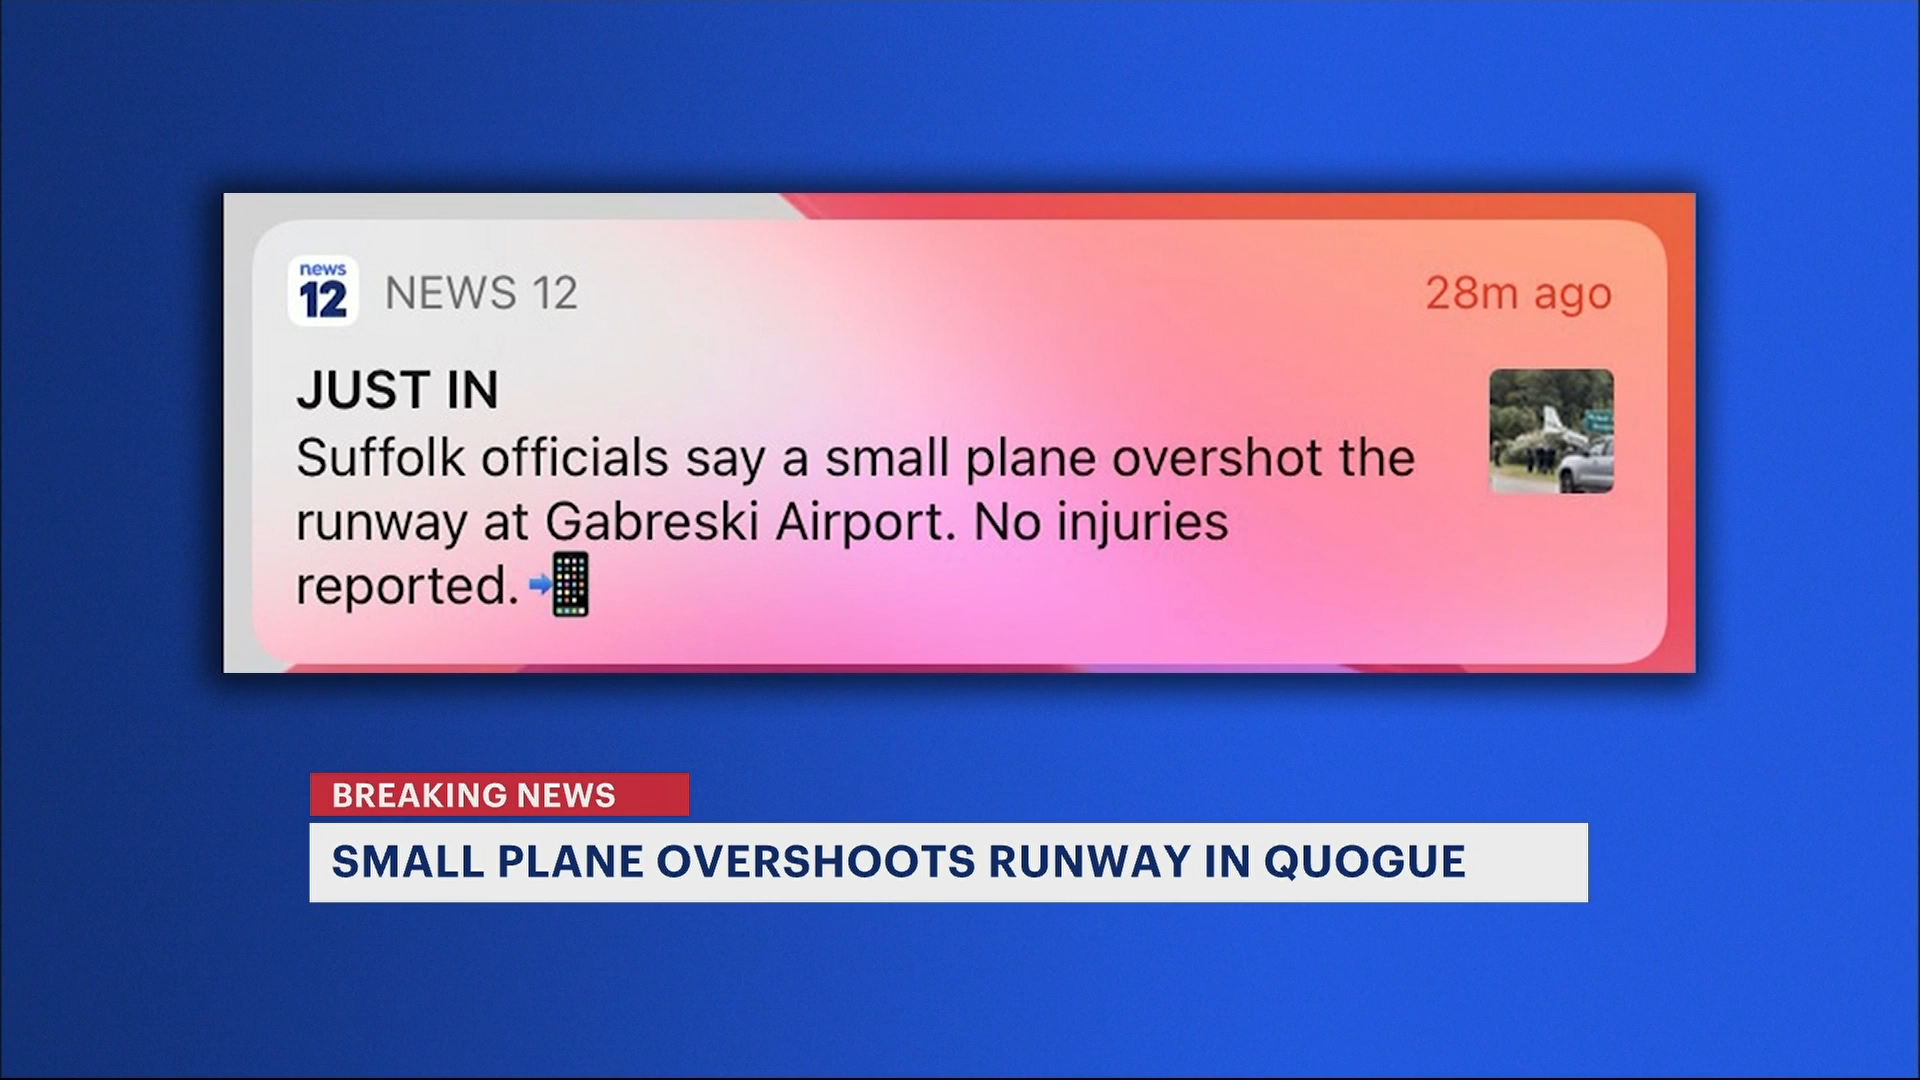 news
12
NEWS 12
28m ago
JUST IN
Suffolk officials say a small plane overshot the
runway at Gabreski Airport. No injuries
reported. 📲
BREAKING NEWS
SMALL PLANE OVERSHOOTS RUNWAY IN QUOGUE